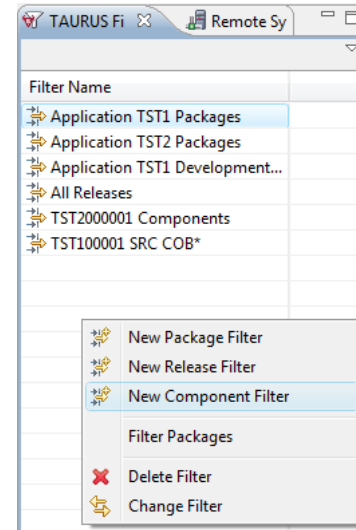 TAURUS Fi
Remote Sy
Filter Name
Application TST1 Packages
Application TST2 Packages
Application TST1 Development...
All Releases
TST2000001 Components
TST100001 SRC COB*
New Package Filter
New Release Filter
New Component Filter
Filter Packages
Delete Filter
Change Filter